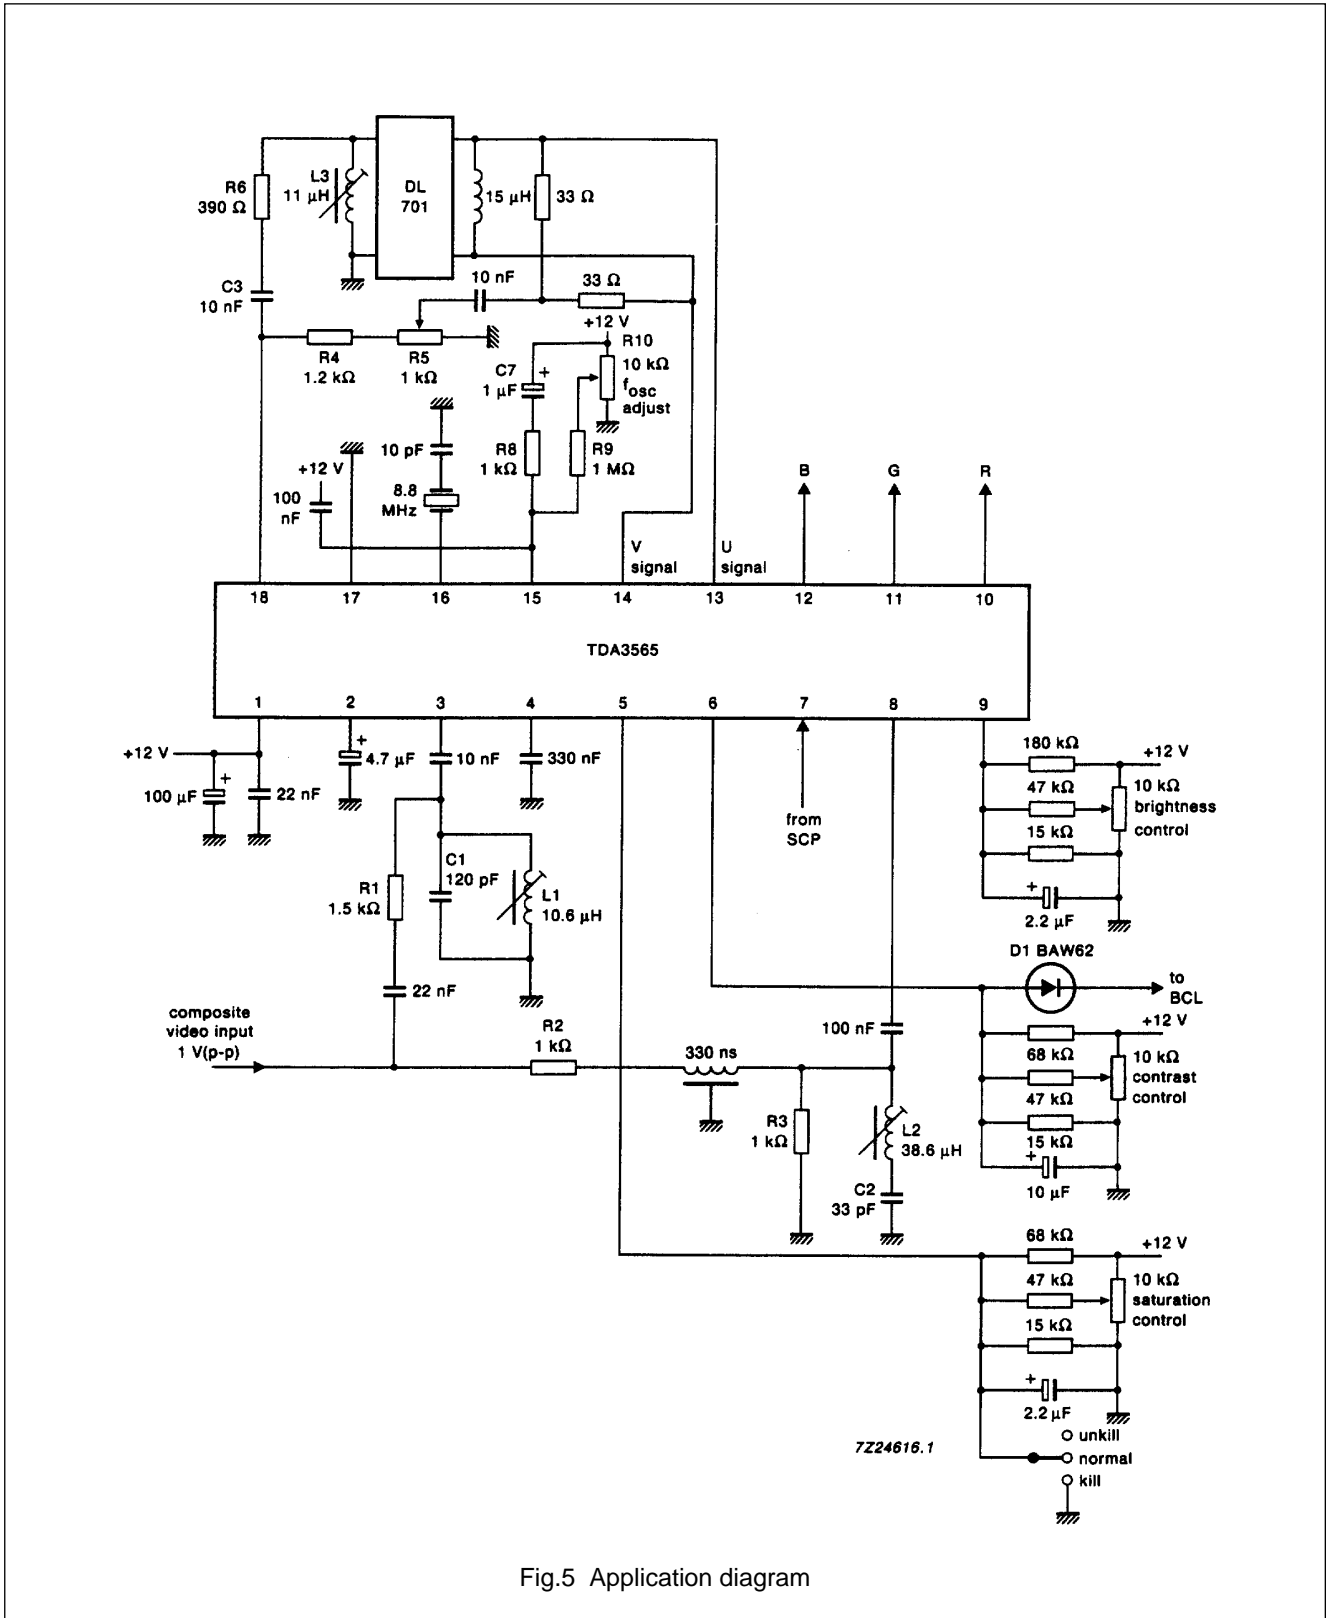 R6
390 Ω
L3
11 µH
DL
701
15 µH
33 Ω
C3
10 nF
10 nF
33 Ω
+12 V
R4
1.2 kΩ
R5
1 kΩ
C7
1 µF
+
R10
10 kΩ
fosc
adjust
10 pF
R8
1 kΩ
R9
1 MΩ
+12 V
100
nF
8.8
MHz
B
G
R
V
signal
U
signal
18
17
16
15
14
13
12
11
10
TDA3565
1
2
3
4
5
6
7
8
9
+12 V
+
100 µF
22 nF
+
4.7 µF
10 nF
330 nF
from
SCP
180 kΩ
+12 V
47 kΩ
10 kΩ
brightness
control
15 kΩ
+
2.2 µF
C1
120 pF
R1
1.5 kΩ
L1
10.6 µH
22 nF
D1 BAW62
to
BCL
composite
video input
1 V(p-p)
R2
1 kΩ
330 ns
100 nF
+12 V
68 kΩ
10 kΩ
contrast
control
47 kΩ
15 kΩ
+
10 µF
R3
1 kΩ
L2
38.6 µH
C2
33 pF
68 kΩ
+12 V
47 kΩ
10 kΩ
saturation
control
15 kΩ
+
2.2 µF
unkill
normal
kill
7Z24616.1
Fig.5 Application diagram